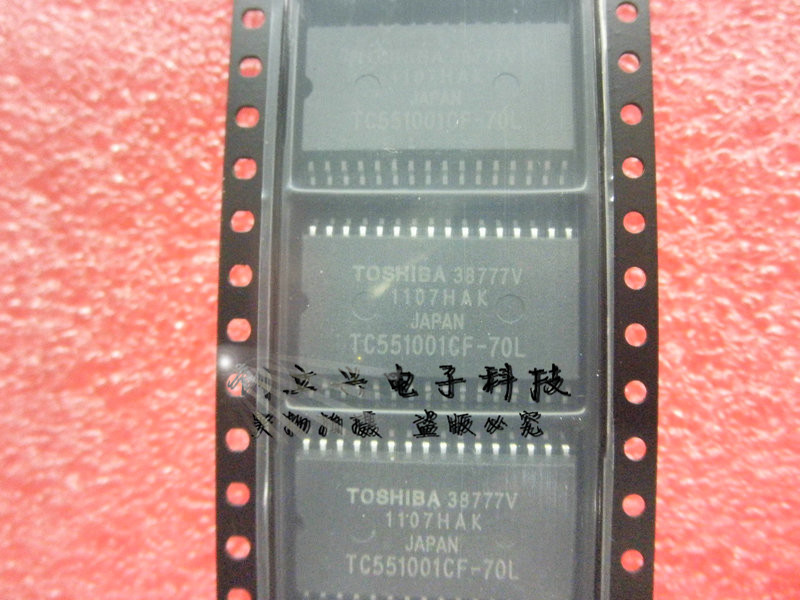 1107HAK
JAPAN
TC551001CF-70L
TOSHIBA 38777V
1107HAK
JAPAN
TC551001CF-70L
电子科技
盗版必究
TOSHIBA 38777V
1107HAK
JAPAN
TC551001CF-70L